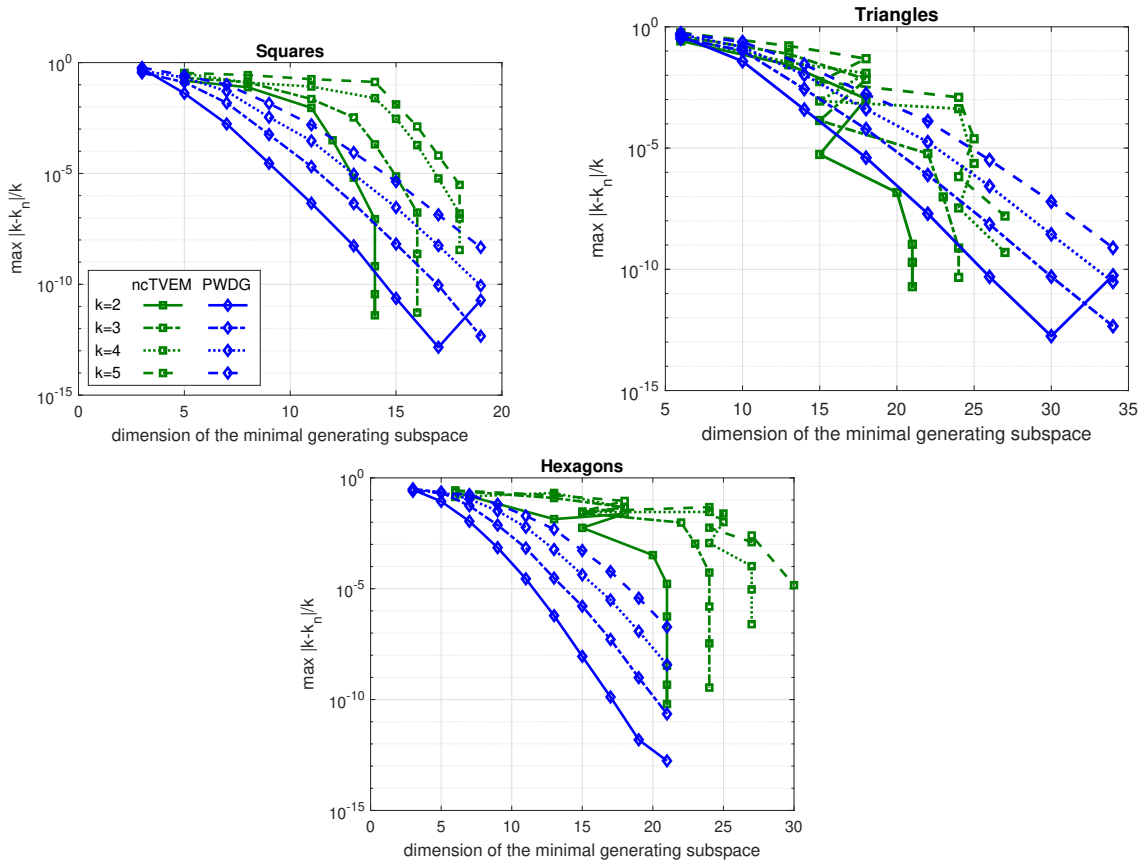 Squares
max |k-k_n|/k
10^0
10^-5
10^-10
10^-15
ncTVEM PWDG
k=2
k=3
k=4
k=5
0 5 10 15 20
dimension of the minimal generating subspace
Triangles
max |k-k_n|/k
10^0
10^-5
10^-10
10^-15
5 10 15 20 25 30 35
dimension of the minimal generating subspace
Hexagons
max |k-k_n|/k
10^0
10^-5
10^-10
10^-15
0 5 10 15 20 25 30
dimension of the minimal generating subspace